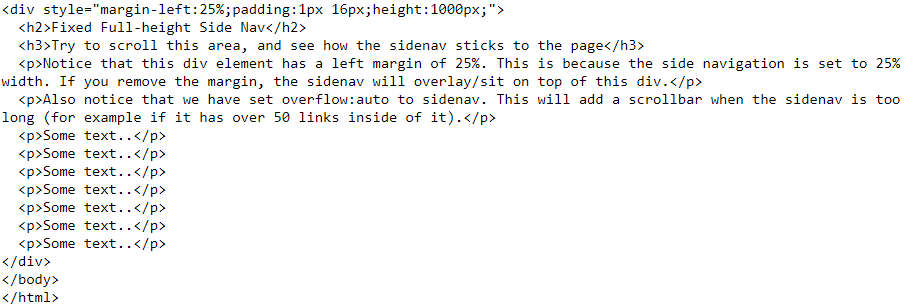 <div style="margin-left:25%;padding:1px 16px;height:1000px;">
  <h2>Fixed Full-height Side Nav</h2>
  <h3>Try to scroll this area, and see how the sidenav sticks to the page</h3>
  <p>Notice that this div element has a left margin of 25%. This is because the side navigation is set to 25%
width. If you remove the margin, the sidenav will overlay/sit on top of this div.</p>
  <p>Also notice that we have set overflow:auto to sidenav. This will add a scrollbar when the sidenav is too
long (for example if it has over 50 links inside of it).</p>
  <p>Some text..</p>
  <p>Some text..</p>
  <p>Some text..</p>
  <p>Some text..</p>
  <p>Some text..</p>
  <p>Some text..</p>
  <p>Some text..</p>
</div>
</body>
</html>